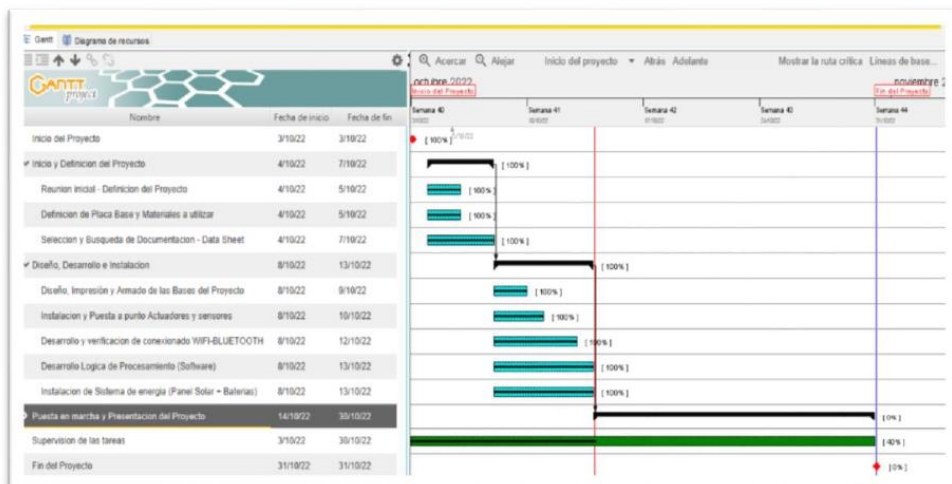 Gantt Diagrama de recursos
Acercar Alejar Inicio del proyecto Atrás Adelante Mostrar la ruta crítica Líneas de base...
GANTT project
octubre 2022 noviembre 2
Inicio del Proyecto Fin del Proyecto
Nombre Fecha de inicio Fecha de fin Semana 40 Semana 41 Semana 42 Semana 43 Semana 44
Inicio del Proyecto 3/10/22 3/10/22 [ 100% ]
Inicio y Definicion del Proyecto 4/10/22 7/10/22 [ 100% ]
Reunion inicial - Definicion del Proyecto 4/10/22 5/10/22 [ 100% ]
Definicion de Placa Base y Materiales a utilizar 4/10/22 5/10/22 [ 100% ]
Seleccion y Busqueda de Documentacion - Data Sheet 4/10/22 7/10/22 [ 100% ]
Diseño, Desarrollo e Instalacion 8/10/22 13/10/22 [ 100% ]
Diseño, Impresión y Armado de las Bases del Proyecto 8/10/22 9/10/22 [ 100% ]
Instalacion y Puesta a punto Actuadores y sensores 8/10/22 10/10/22 [ 100% ]
Desarrollo y verificacion de conexionado WIFI-BLUETOOTH 8/10/22 12/10/22 [ 100% ]
Desarrollo Logica de Procesamiento (Software) 8/10/22 13/10/22 [ 100% ]
Instalacion de Sistema de energia (Panel Solar + Baterias) 8/10/22 13/10/22 [ 100% ]
Puesta en marcha y Presentacion del Proyecto 14/10/22 30/10/22 [ 0% ]
Supervision de las tareas 3/10/22 30/10/22 [ 40% ]
Fin del Proyecto 31/10/22 31/10/22 [ 0% ]